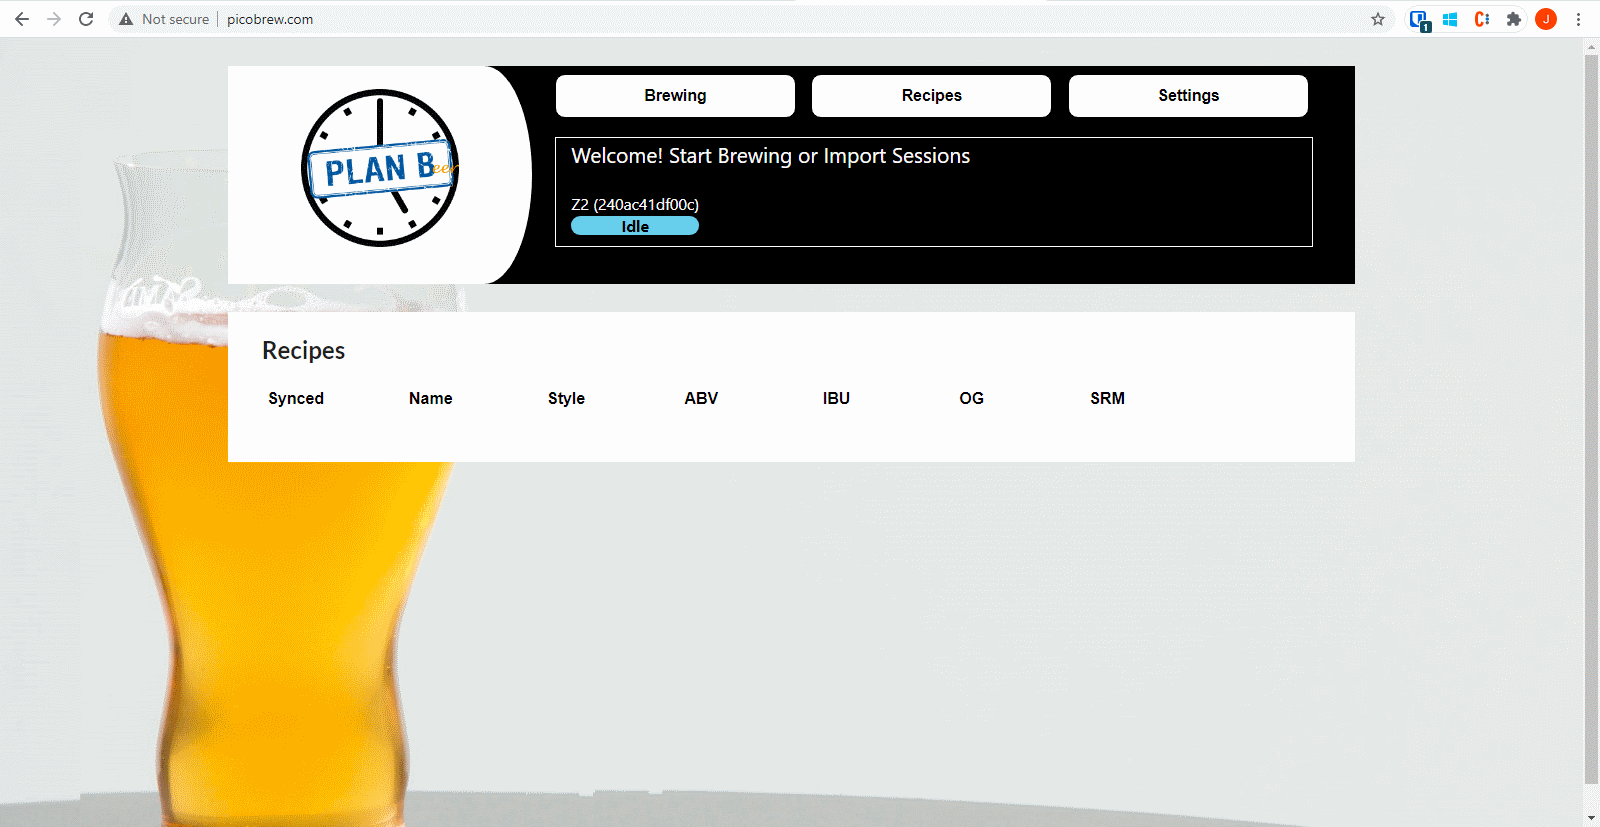 Not secure picobrew.com
1
J
Brewing Recipes Settings
PLAN Beer
Welcome! Start Brewing or Import Sessions
Z2 (240ac41df00c)
Idle
Recipes
Synced Name Style ABV IBU OG SRM